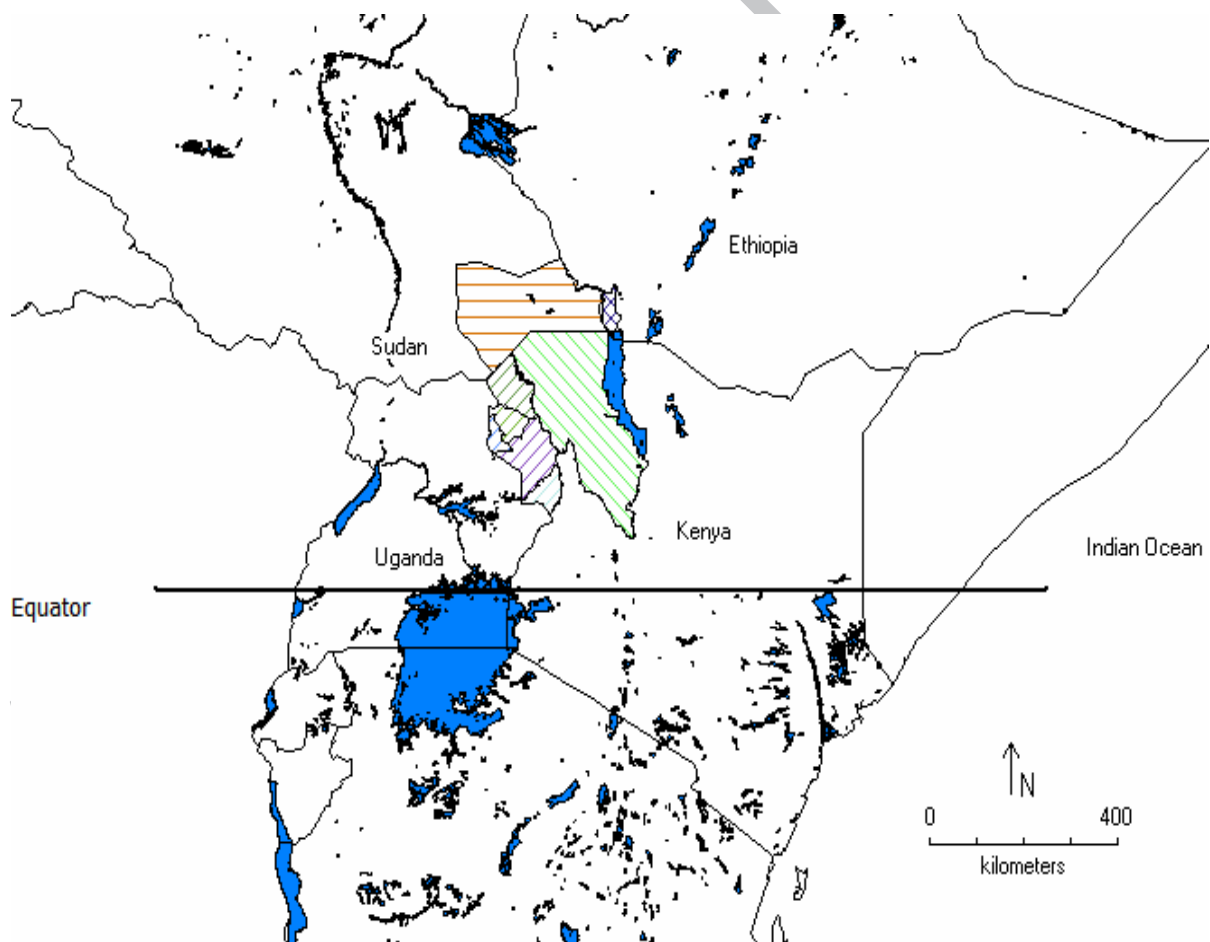 Ethiopia
Sudan
Kenya
Uganda
Indian Ocean
Equator
N
0 400
kilometers